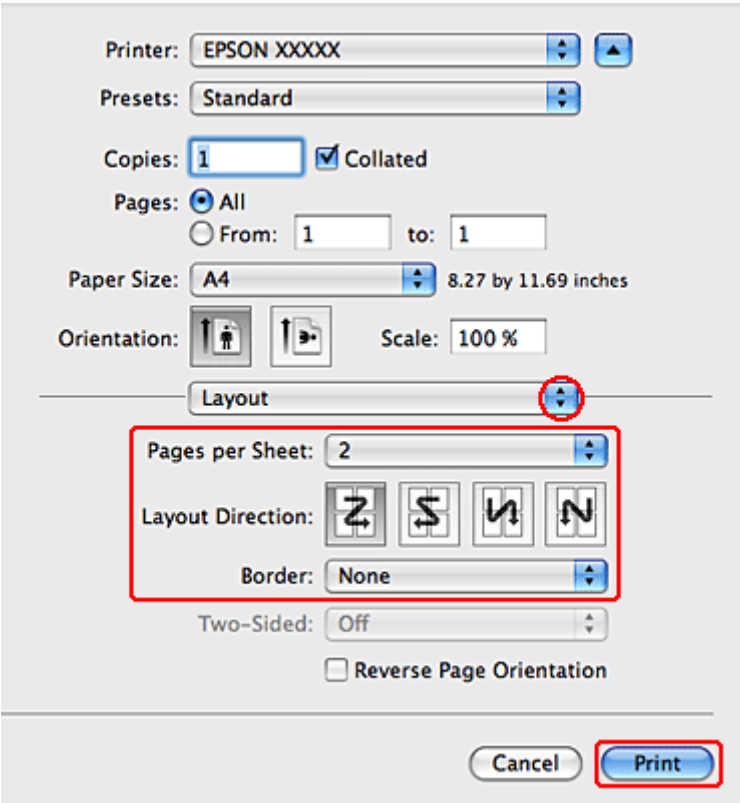 Printer: EPSON XXXXX
Presets: Standard
Copies: 1 Collated
Pages: All
From: 1 to: 1
Paper Size: A4 8.27 by 11.69 inches
Orientation: Scale: 100 %
Layout
Pages per Sheet: 2
Layout Direction:
Border: None
Two-Sided: Off
Reverse Page Orientation
Cancel Print